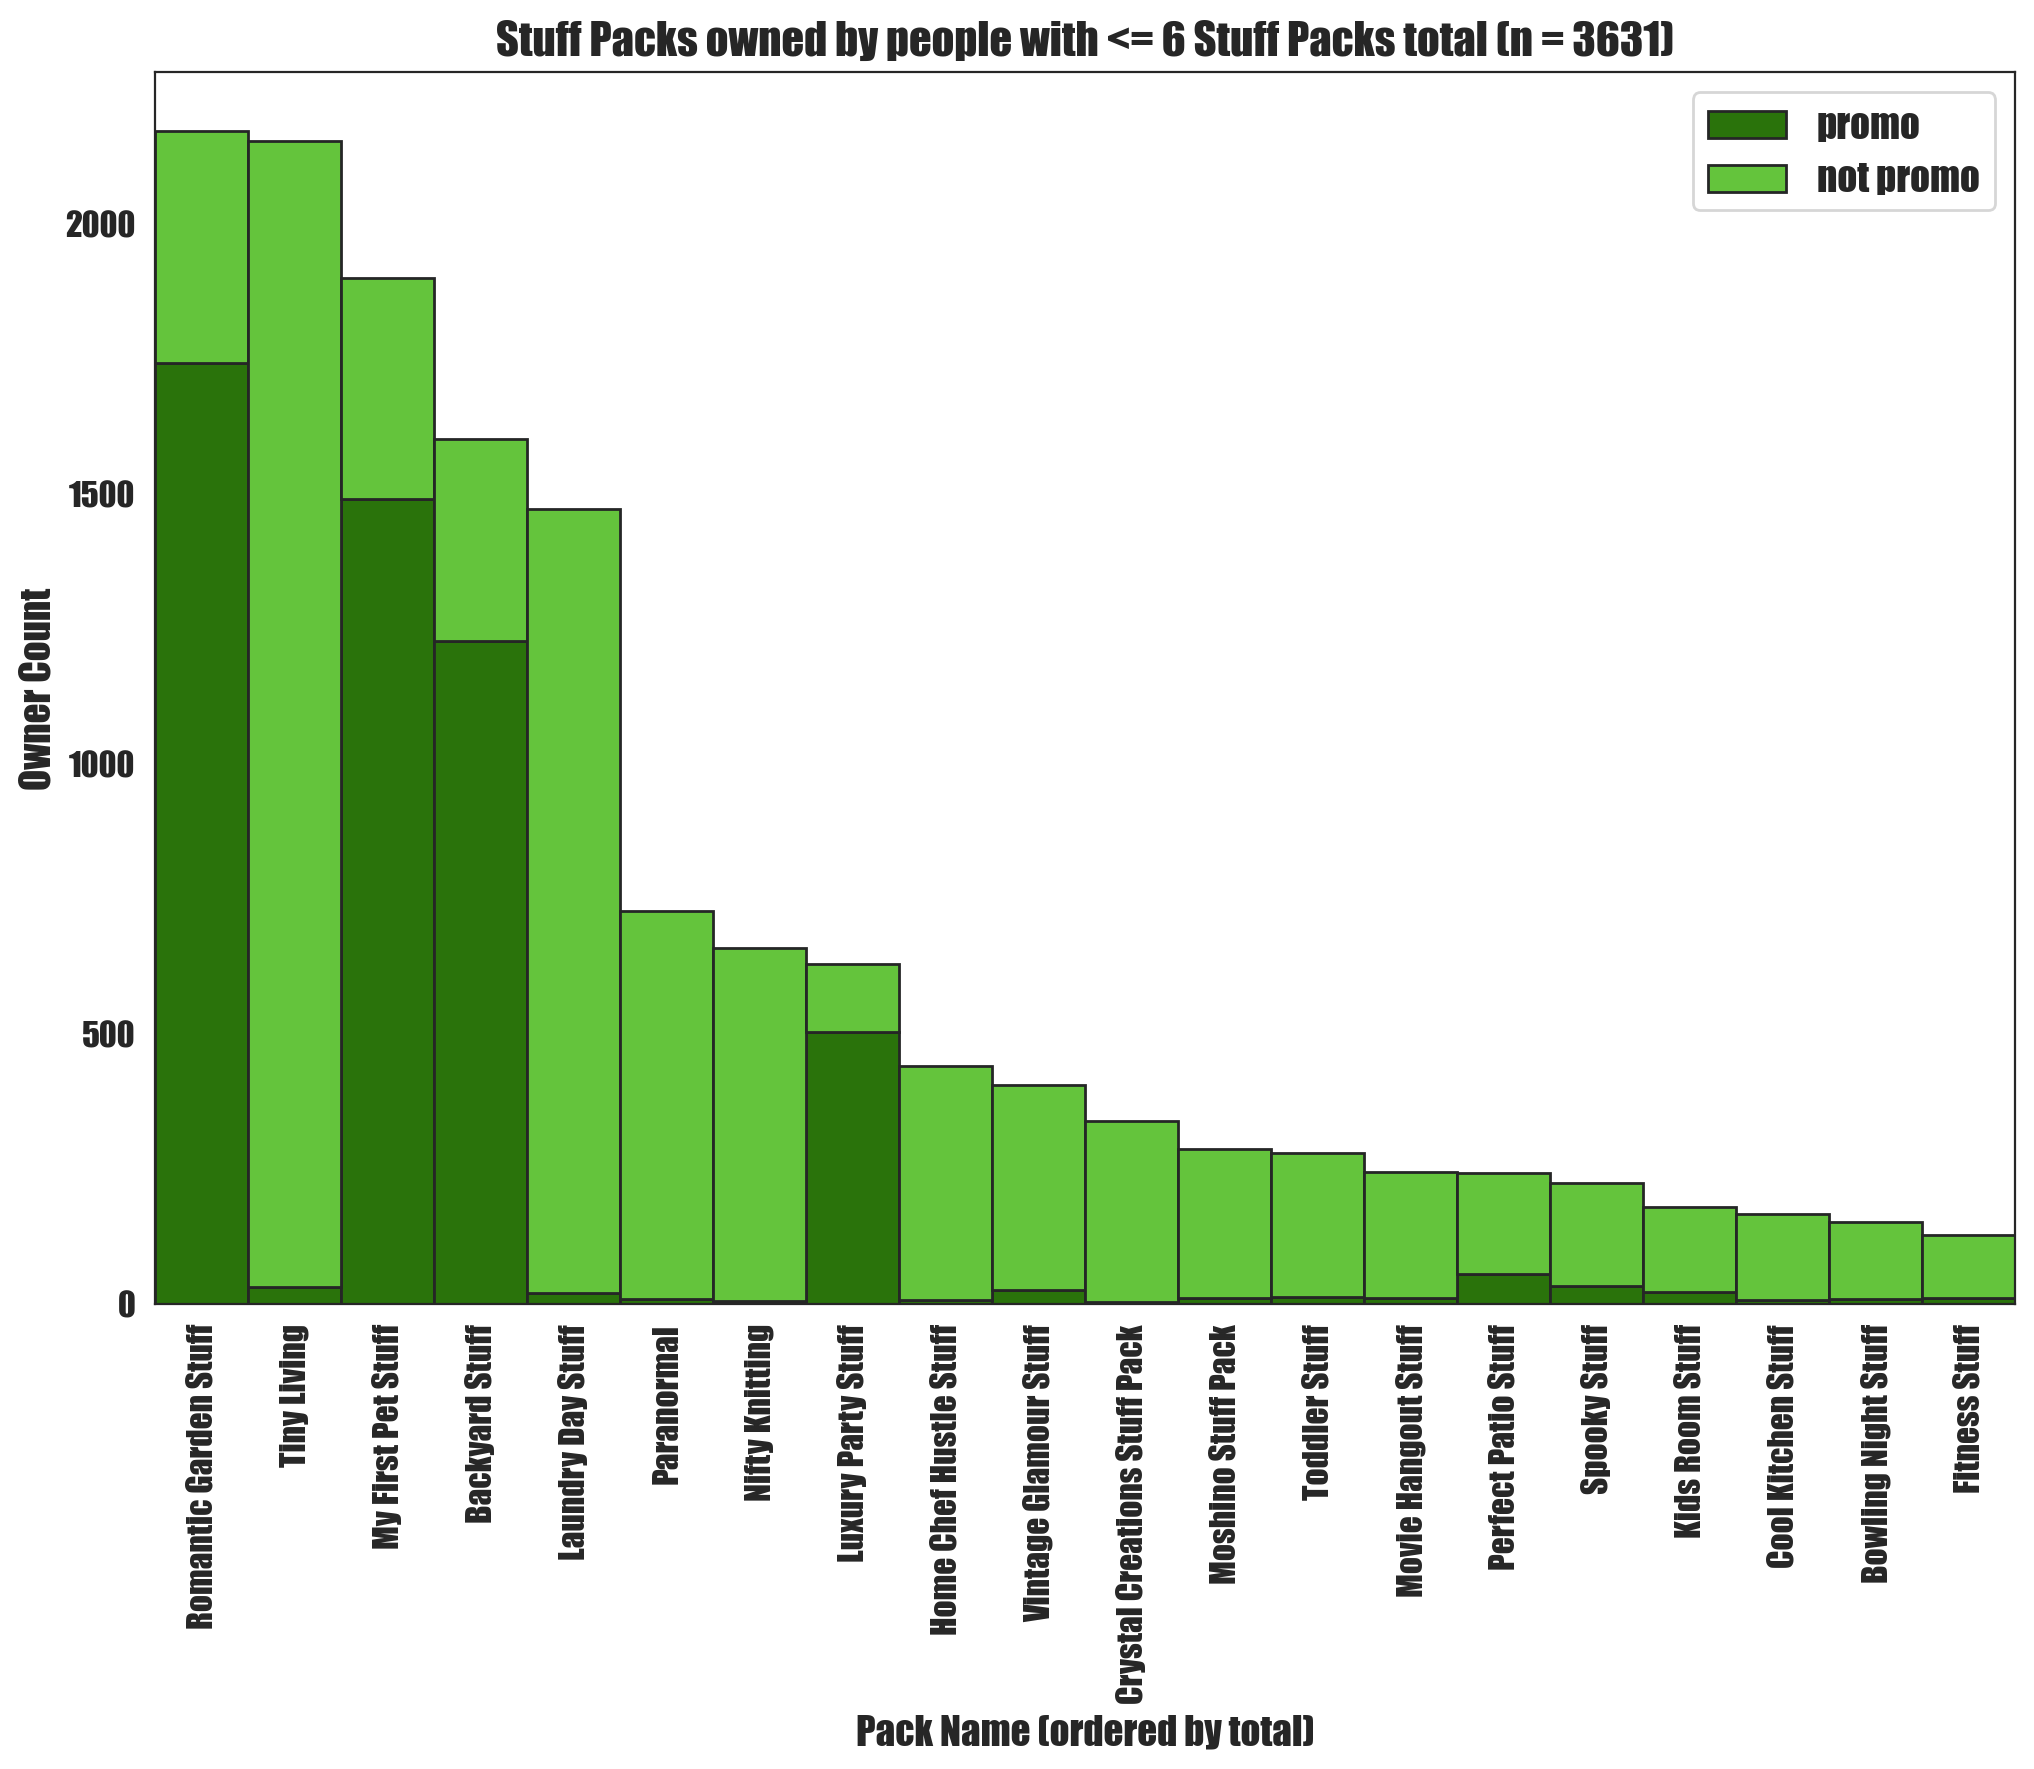 Stuff Packs owned by people with <= 6 Stuff Packs total (n = 3631)
promo
not promo
2000
1500
1000
500
0
Owner Count
Romantic Garden Stuff
Tiny Living
My First Pet Stuff
Backyard Stuff
Laundry Day Stuff
Paranormal
Nifty Knitting
Luxury Party Stuff
Home Chef Hustle Stuff
Vintage Glamour Stuff
Crystal Creations Stuff Pack
Moshino Stuff Pack
Toddler Stuff
Movie Hangout Stuff
Perfect Patio Stuff
Spooky Stuff
Kids Room Stuff
Cool Kitchen Stuff
Bowling Night Stuff
Fitness Stuff
Pack Name (ordered by total)